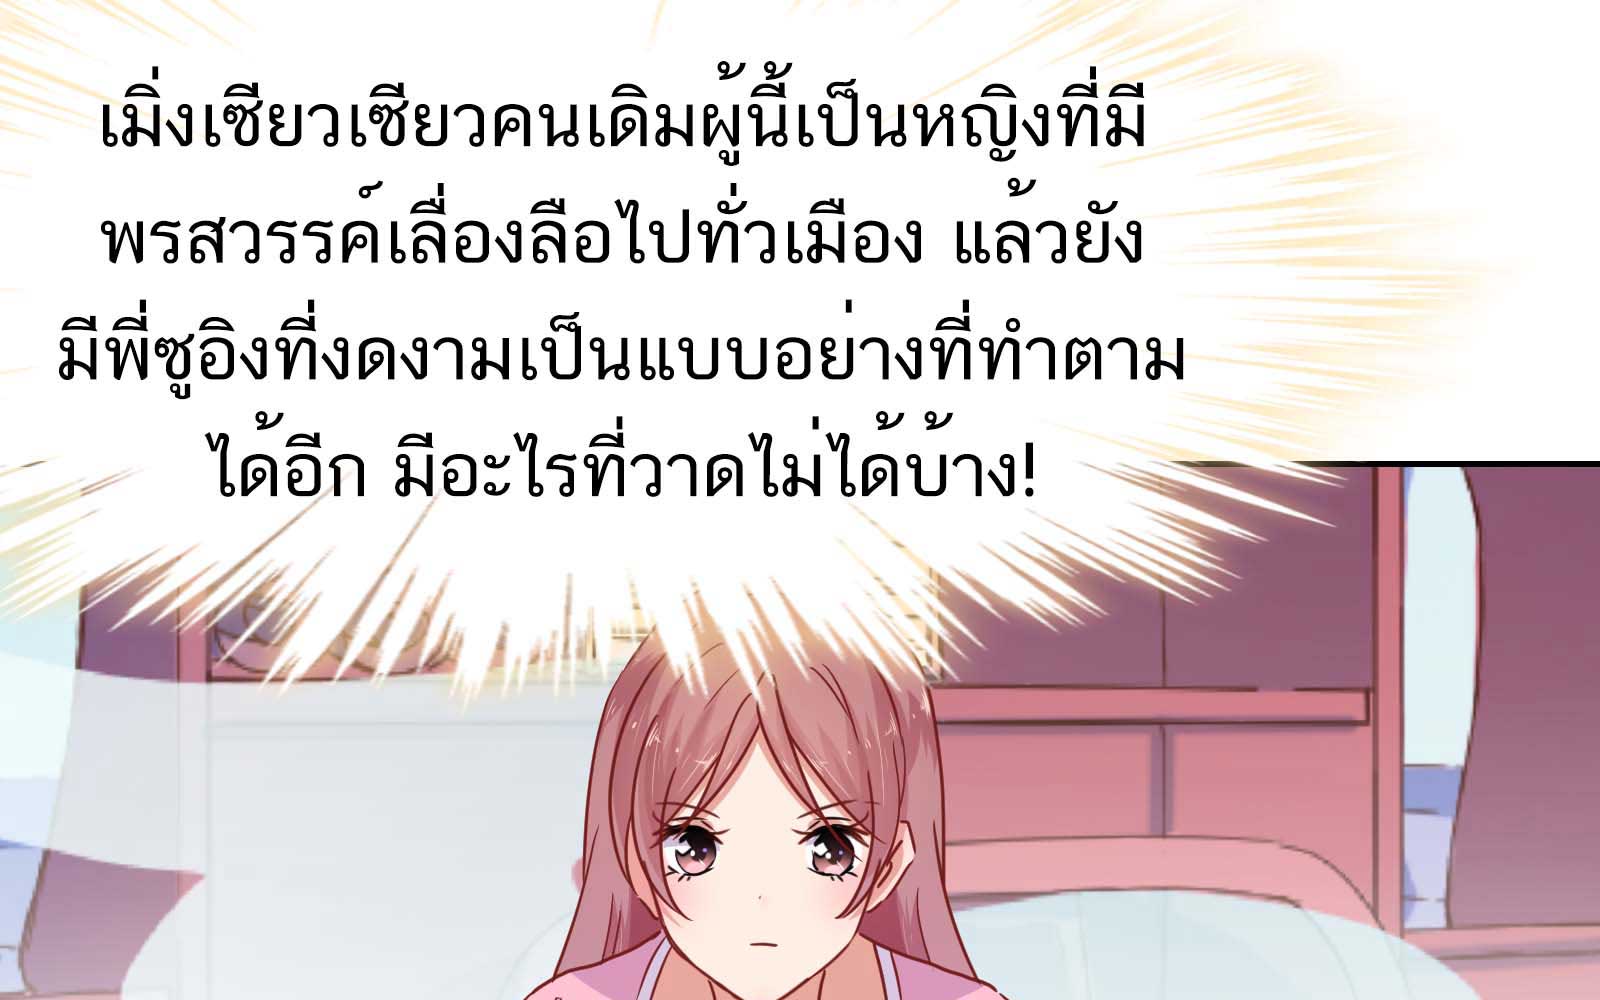 เมิ่งเซียวเซียวคนเดิมผู้นี้เป็นหญิงที่มี
พรสวรรค์เลื่องลือไปทั่วเมือง แล้วยัง
มีพี่ซูอิงที่งดงามเป็นแบบอย่างที่ทำตาม
ได้อีก มีอะไรที่วาดไม่ได้บ้าง!